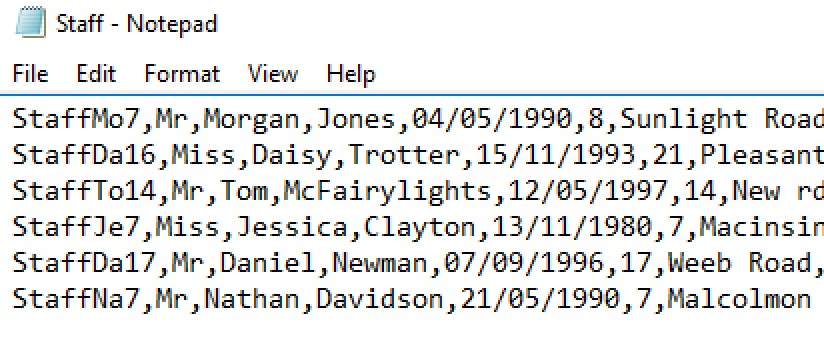 Staff - Notepad
File Edit Format View Help
StaffMo7,Mr,Morgan,Jones,04/05/1990,8,Sunlight Road
StaffDa16,Miss,Daisy,Trotter,15/11/1993,21,Pleasant
StaffTo14,Mr,Tom,McFairylights,12/05/1997,14,New rd
StaffJe7,Miss,Jessica,Clayton,13/11/1980,7,Macinsin
StaffDa17,Mr,Daniel,Newman,07/09/1996,17,Weeb Road,
StaffNa7,Mr,Nathan,Davidson,21/05/1990,7,Malcolmon